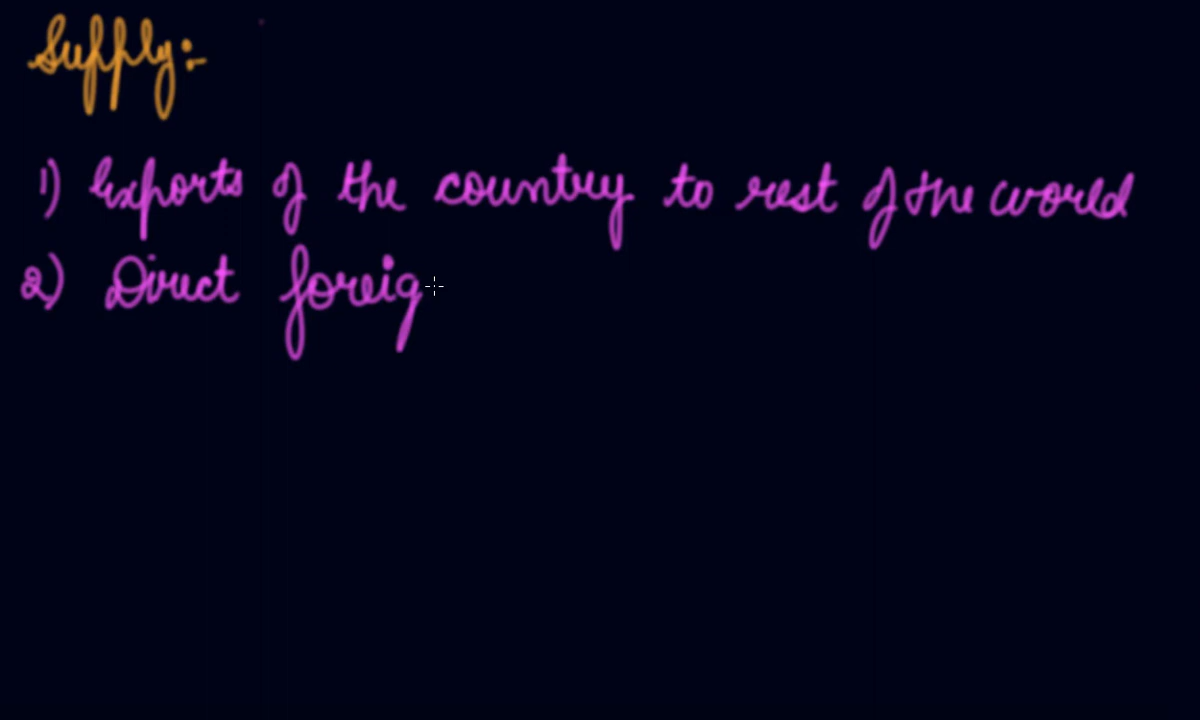 Supply:-
1) Exports of the country to rest of the world
2) Direct foreig